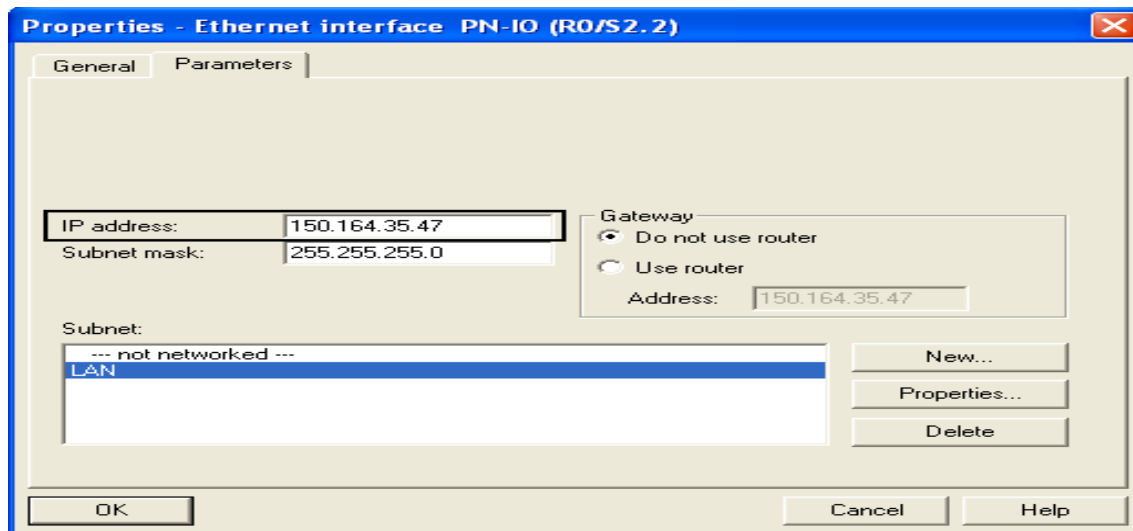 Properties - Ethernet interface PN-IO (R0/S2.2)
General Parameters
IP address: 150.164.35.47
Subnet mask: 255.255.255.0
Gateway
Do not use router
Use router
Address: 150.164.35.47
Subnet:
--- not networked ---
LAN
New...
Properties...
Delete
OK Cancel Help